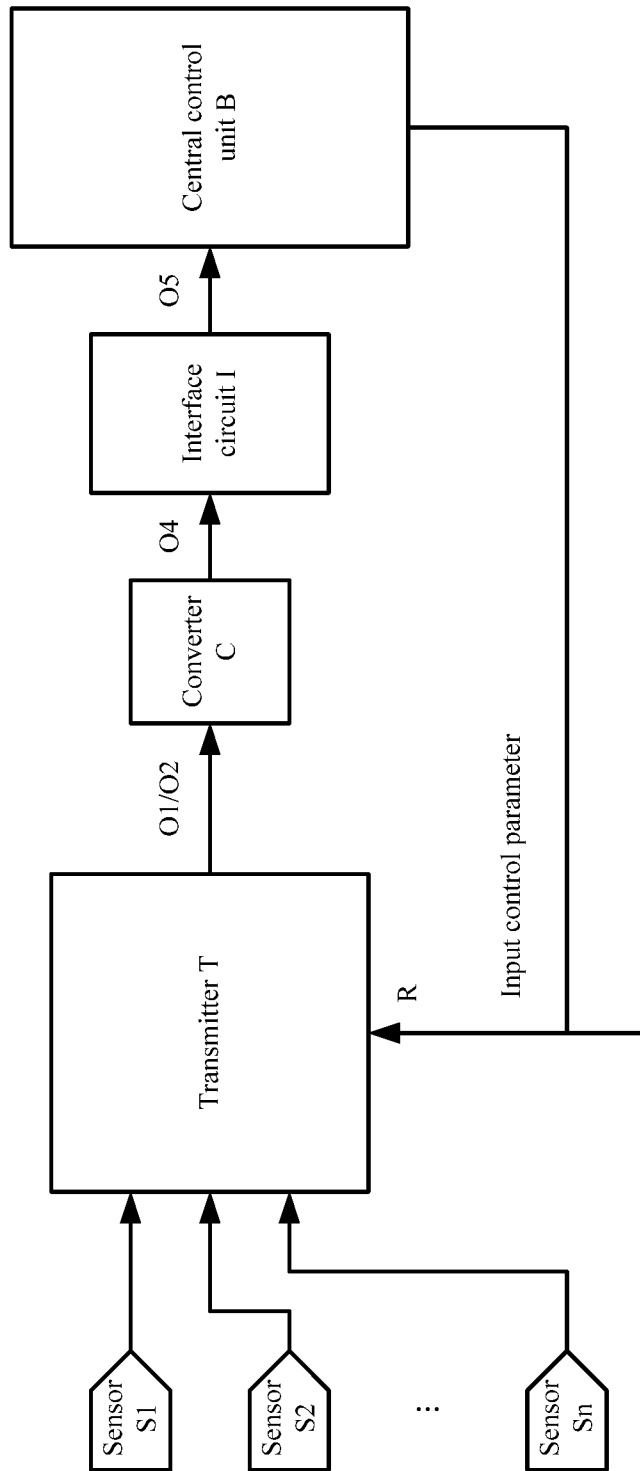 Sensor
S1
Sensor
S2
...
Sensor
Sn
Transmitter T
R
Input control parameter
O1/O2
Converter
C
O4
Interface
circuit I
O5
Central control
unit B